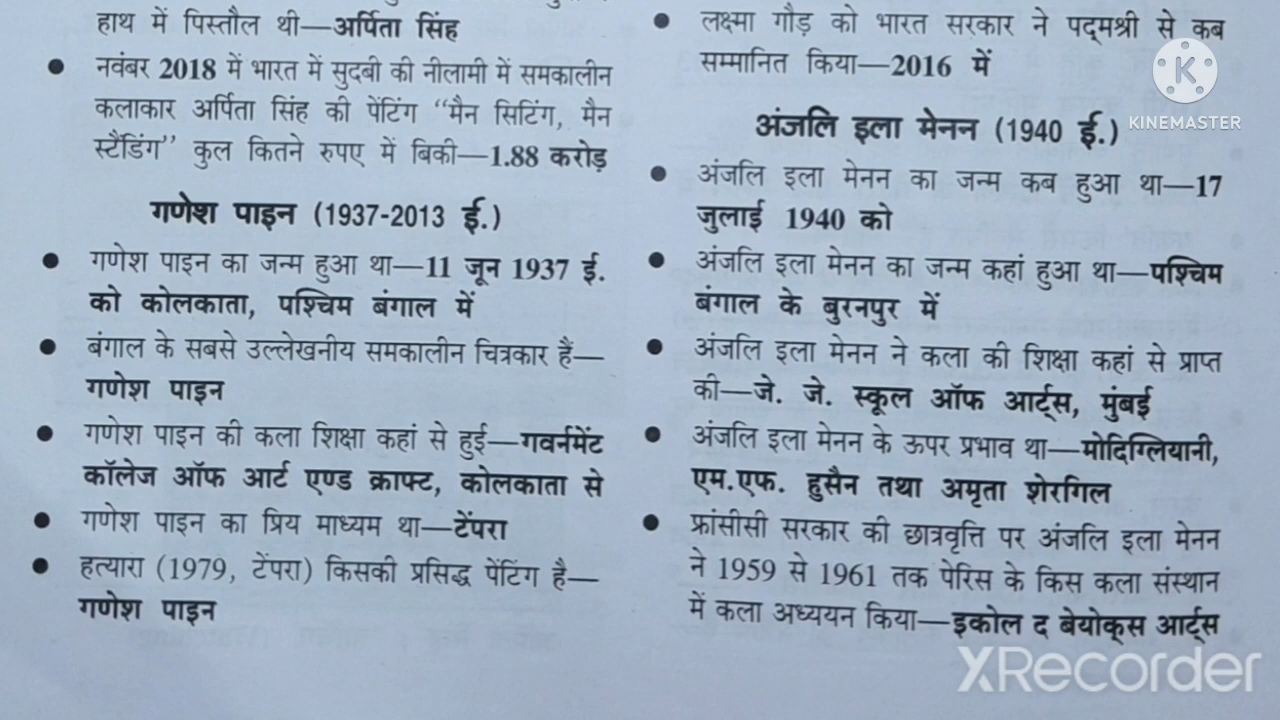 हाथ में पिस्तौल थी—अर्पिता सिंह
● नवंबर 2018 में भारत में सुदबी की नीलामी में समकालीन
कलाकार अर्पिता सिंह की पेंटिंग “मैन सिटिंग, मैन
स्टैंडिंग” कुल कितने रुपए में बिकी—1.88 करोड़
गणेश पाइन (1937-2013 ई.)
● गणेश पाइन का जन्म हुआ था—11 जून 1937 ई.
को कोलकाता, पश्चिम बंगाल में
● बंगाल के सबसे उल्लेखनीय समकालीन चित्रकार हैं—
गणेश पाइन
● गणेश पाइन की कला शिक्षा कहां से हुई—गवर्नमेंट
कॉलेज ऑफ आर्ट एण्ड क्राफ्ट, कोलकाता से
● गणेश पाइन का प्रिय माध्यम था—टेंपरा
● हत्यारा (1979, टेंपरा) किसकी प्रसिद्ध पेंटिंग है—
गणेश पाइन
● लक्ष्मा गौड़ को भारत सरकार ने पद्मश्री से कब
सम्मानित किया—2016 में
अंजलि इला मेनन (1940 ई.)
● अंजलि इला मेनन का जन्म कब हुआ था—17
जुलाई 1940 को
● अंजलि इला मेनन का जन्म कहां हुआ था—पश्चिम
बंगाल के बुरनपुर में
● अंजलि इला मेनन ने कला की शिक्षा कहां से प्राप्त
की—जे. जे. स्कूल ऑफ आर्ट्स, मुंबई
● अंजलि इला मेनन के ऊपर प्रभाव था—मोदिग्लियानी,
एम.एफ. हुसैन तथा अमृता शेरगिल
● फ्रांसीसी सरकार की छात्रवृत्ति पर अंजलि इला मेनन
ने 1959 से 1961 तक पेरिस के किस कला संस्थान
में कला अध्ययन किया—इकोल द बेयोक्स आर्ट्स
K
KINEMASTER
XRecorder